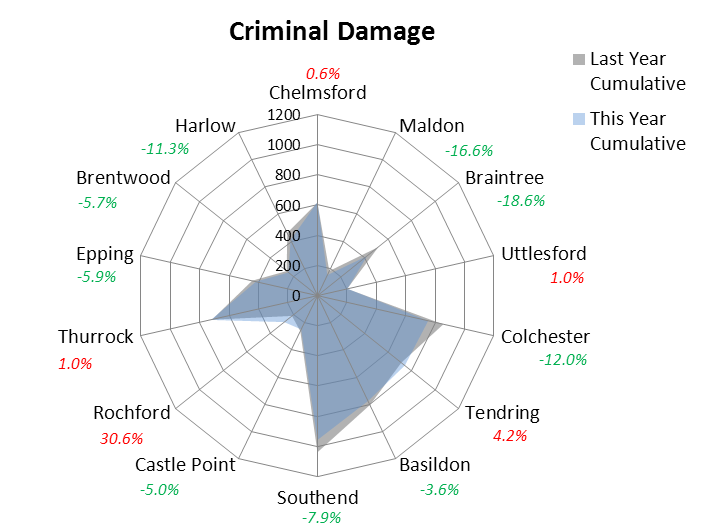 Criminal Damage
Last Year
Cumulative
This Year
Cumulative
0.6%
Chelmsford
Maldon
-16.6%
Braintree
-18.6%
Uttlesford
1.0%
Colchester
-12.0%
Tendring
4.2%
Basildon
-3.6%
Southend
-7.9%
Castle Point
-5.0%
Rochford
30.6%
Thurrock
1.0%
Epping
-5.9%
Brentwood
-5.7%
Harlow
-11.3%
1200
1000
800
600
400
200
0